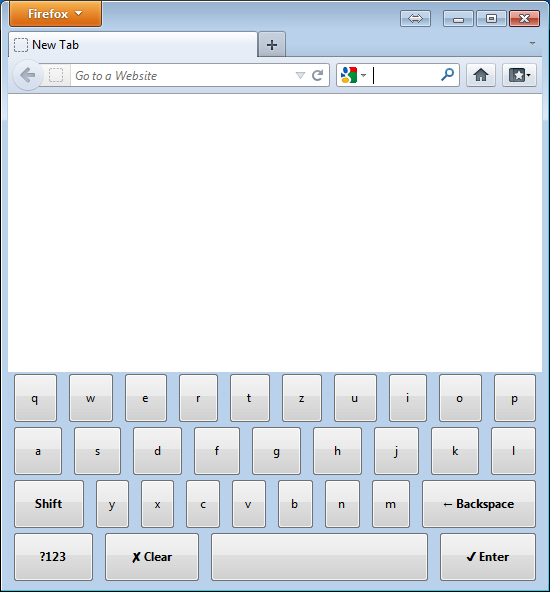 Firefox
New Tab
Go to a Website
q w e r t z u i o p
a s d f g h j k l
Shift y x c v b n m ← Backspace
?123 ✘ Clear ✔ Enter